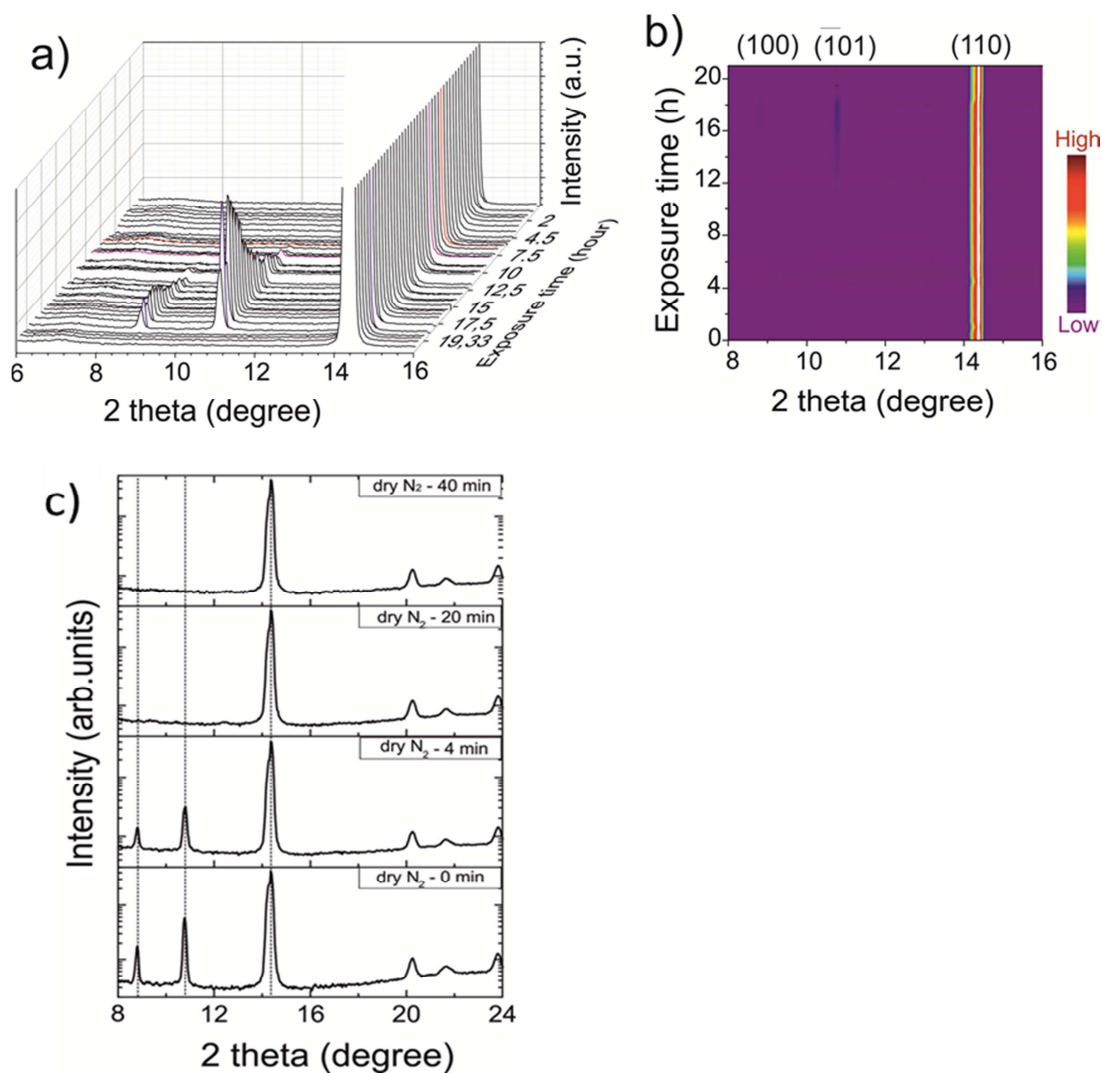 a)
Intensity (a.u.)
2
4.5
7.5
10
12,5
15
17,5
19,33
Exposure time (hour)
6 8 10 12 14 16
2 theta (degree)
b)
(100) (1̅01) (110)
20
16
12
8
4
0
Exposure time (h)
8 10 12 14 16
2 theta (degree)
High
Low
c)
dry N₂ - 40 min
dry N₂ - 20 min
dry N₂ - 4 min
dry N₂ - 0 min
Intensity (arb.units)
8 12 16 20 24
2 theta (degree)